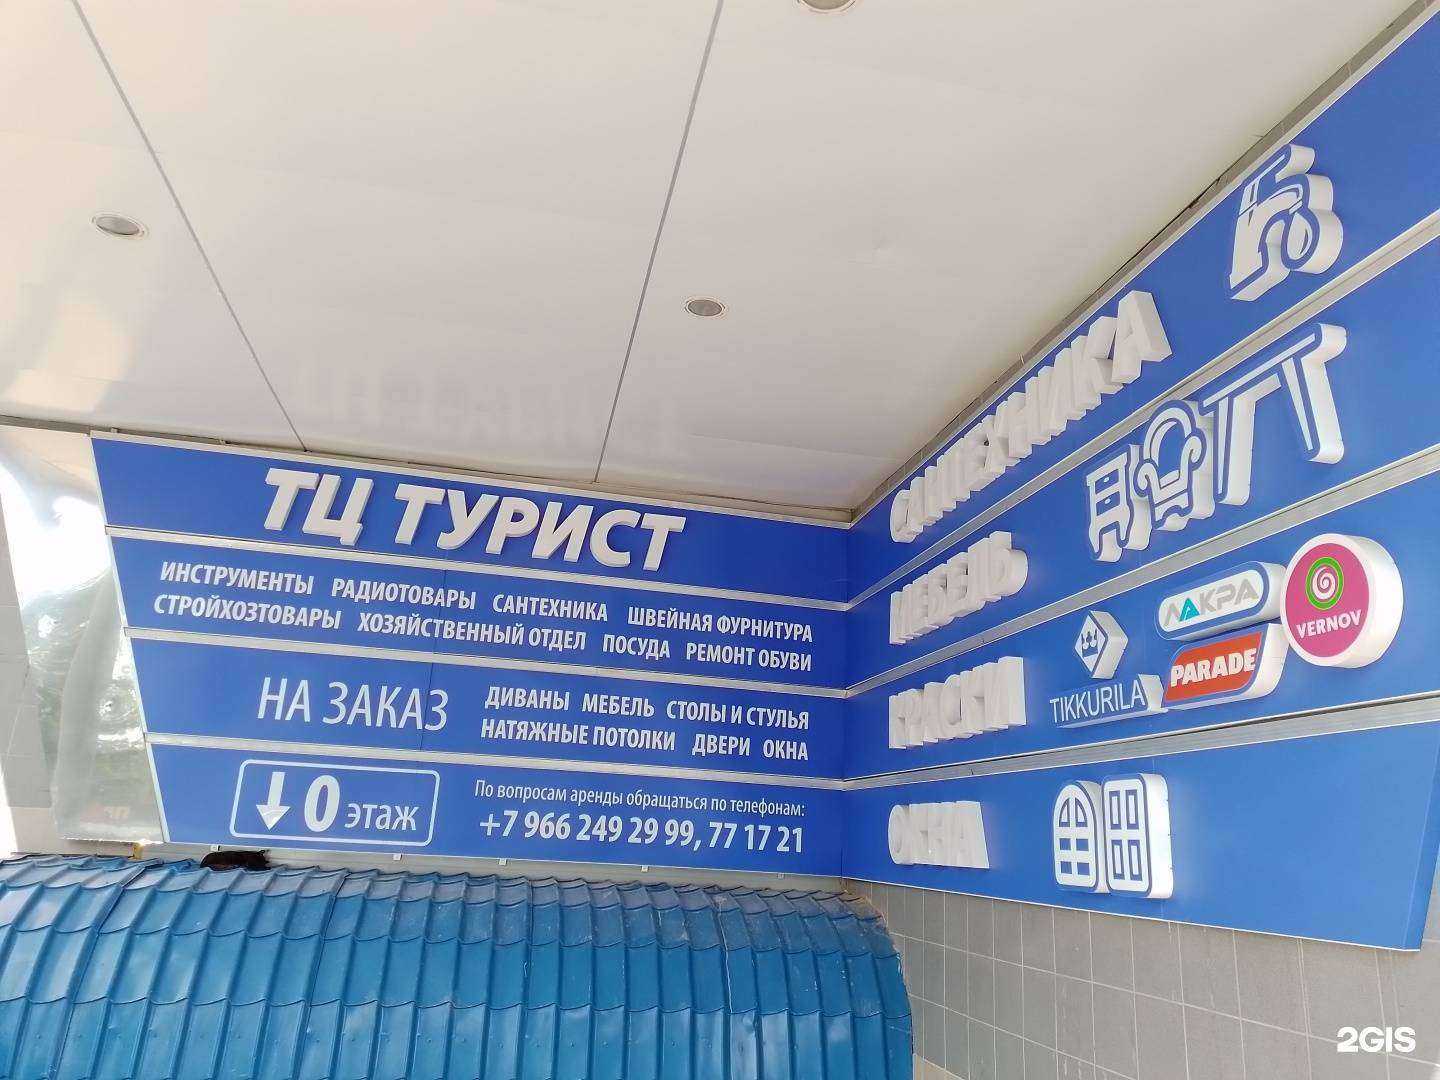 ТЦ ТУРИСТ
ИНСТРУМЕНТЫ РАДИОТОВАРЫ САНТЕХНИКА ШВЕЙНАЯ ФУРНИТУРА
СТРОЙХОЗТОВАРЫ ХОЗЯЙСТВЕННЫЙ ОТДЕЛ ПОСУДА РЕМОНТ ОБУВИ
НА ЗАКАЗ
ДИВАНЫ МЕБЕЛЬ СТОЛЫ И СТУЛЬЯ
НАТЯЖНЫЕ ПОТОЛКИ ДВЕРИ ОКНА
0 этаж
По вопросам аренды обращаться по телефонам:
+7 966 249 29 99, 77 17 21
САНТЕХНИКА
МЕБЕЛЬ
КРАСКИ
TIKKURILA
ЛАКРА
PARADE
VERNOV
ОКНА
2GIS